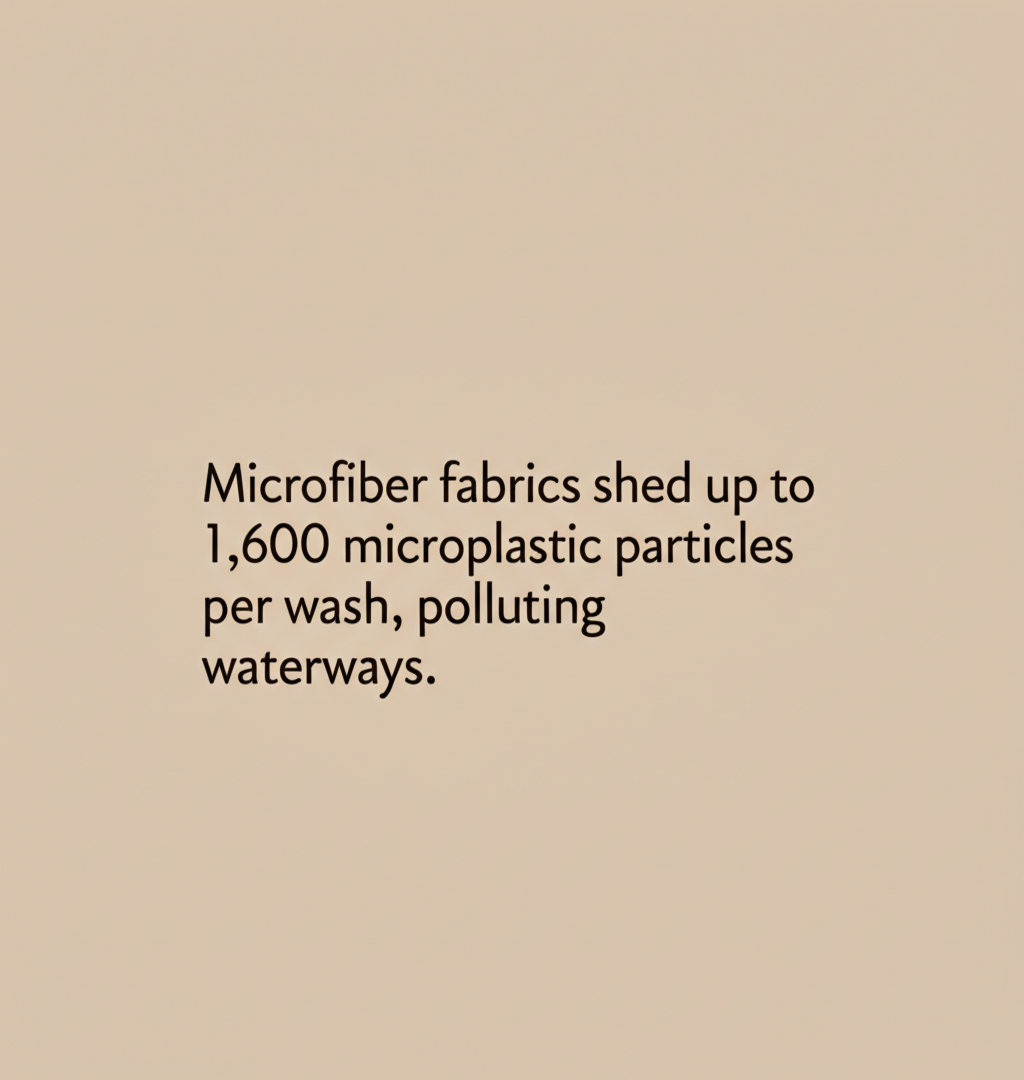 Microfiber fabrics shed up to
1,600 microplastic particles
per wash, polluting
waterways.